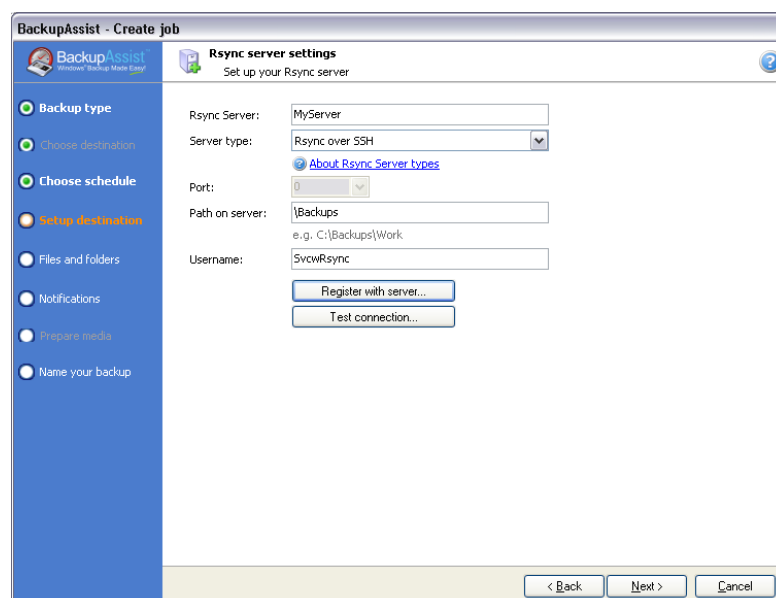 BackupAssist - Create job
BackupAssist
Windows Backup Made Easy!
Rsync server settings
Set up your Rsync server
Backup type
Choose destination
Choose schedule
Setup destination
Files and folders
Notifications
Prepare media
Name your backup
Rsync Server: MyServer
Server type: Rsync over SSH
About Rsync Server types
Port: 0
Path on server: \Backups
e.g. C:\Backups\Work
Username: SvcwRsync
Register with server...
Test connection...
< Back Next > Cancel